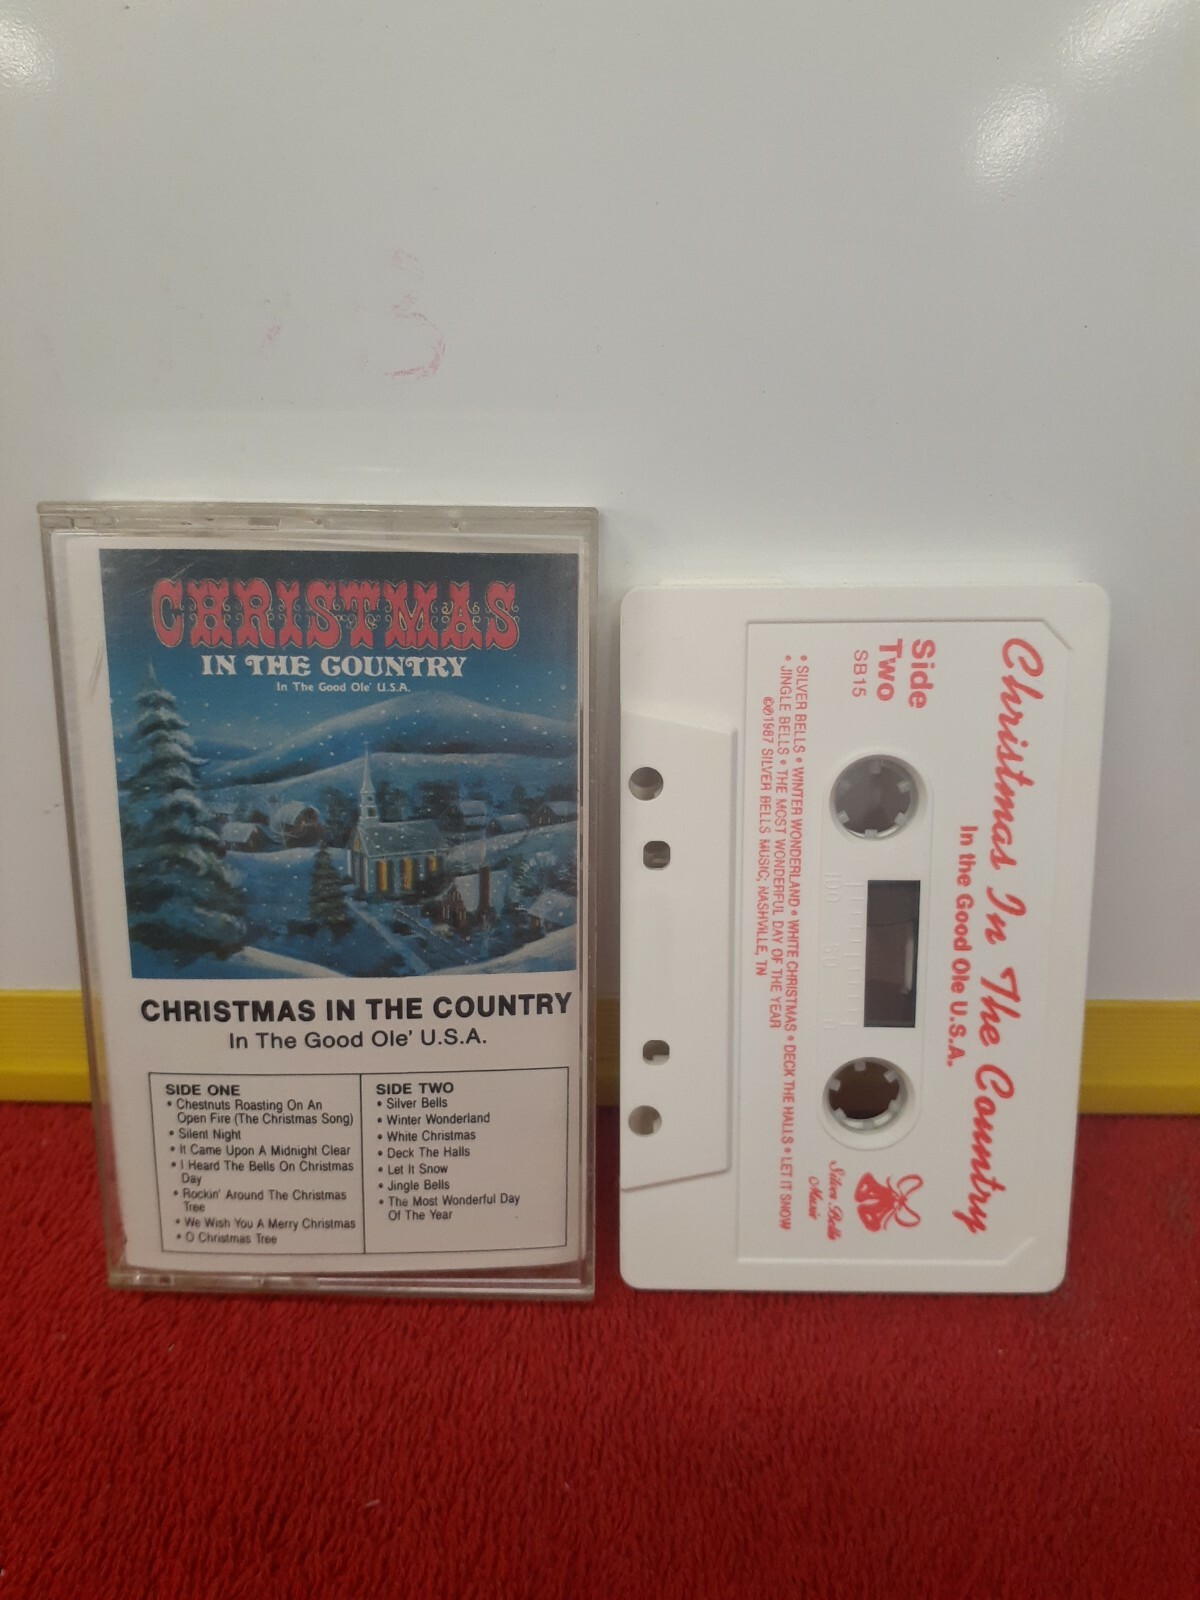 CHRISTMAS
IN THE COUNTRY
In The Good Ole' U.S.A.
CHRISTMAS IN THE COUNTRY
In The Good Ole' U.S.A.
SIDE ONE
• Chestnuts Roasting On An
Open Fire (The Christmas Song)
• Silent Night
• It Came Upon A Midnight Clear
• I Heard The Bells On Christmas
Day
• Rockin' Around The Christmas
Tree
• We Wish You A Merry Christmas
• O Christmas Tree
SIDE TWO
• Silver Bells
• Winter Wonderland
• White Christmas
• Deck The Halls
• Let It Snow
• Jingle Bells
• The Most Wonderful Day
Of The Year
Christmas In The Country
In the Good Ole U.S.A.
Side
Two
SB15
Silver Bells
Music
• SILVER BELLS • WINTER WONDERLAND • WHITE CHRISTMAS • DECK THE HALLS • LET IT SNOW
• JINGLE BELLS • THE MOST WONDERFUL DAY OF THE YEAR
©℗1987 SILVER BELLS MUSIC; NASHVILLE, TN
100 50 0
3